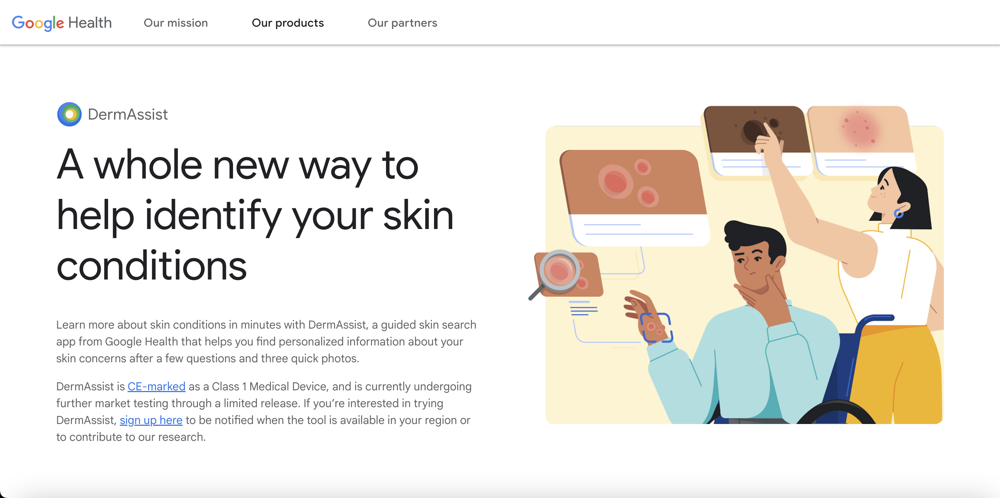 Google Health
Our mission
Our products
Our partners
DermAssist
A whole new way to
help identify your skin
conditions
Learn more about skin conditions in minutes with DermAssist, a guided skin search
app from Google Health that helps you find personalized information about your
skin concerns after a few questions and three quick photos.
DermAssist is CE-marked as a Class 1 Medical Device, and is currently undergoing
further market testing through a limited release. If you’re interested in trying
DermAssist, sign up here to be notified when the tool is available in your region or
to contribute to our research.